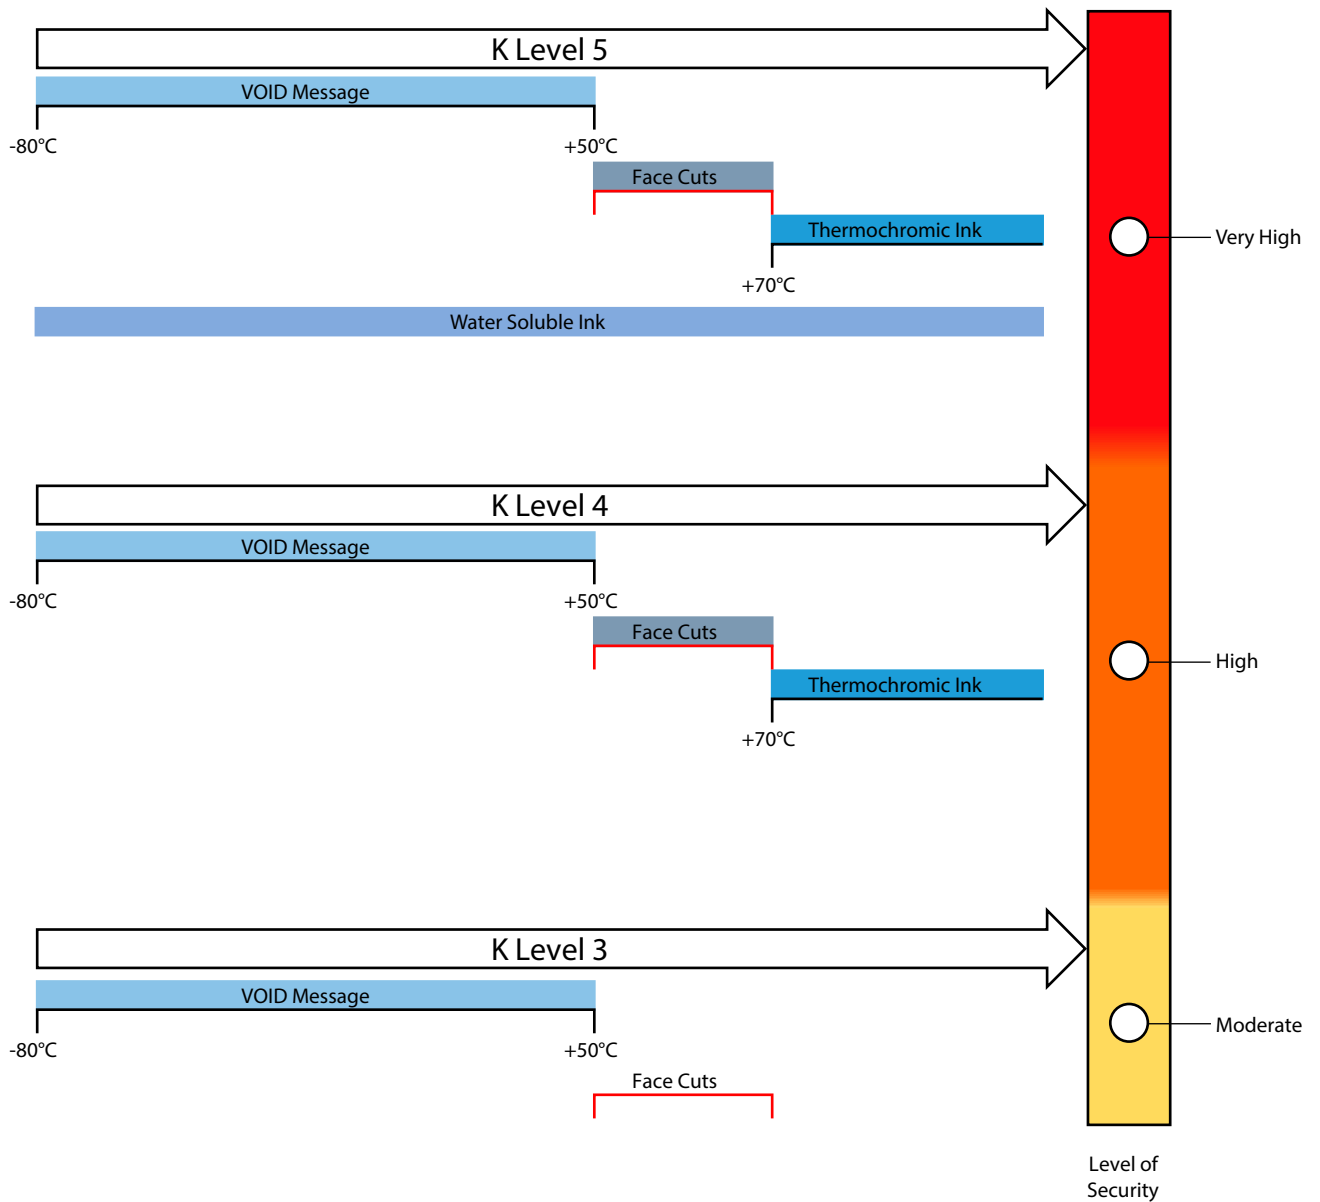 K Level 5
VOID Message
-80°C
+50°C
Face Cuts
Thermochromic Ink
Very High
+70°C
Water Soluble Ink
K Level 4
VOID Message
-80°C
+50°C
Face Cuts
High
Thermochromic Ink
+70°C
K Level 3
VOID Message
Moderate
-80°C
+50°C
Face Cuts
Level of
Security